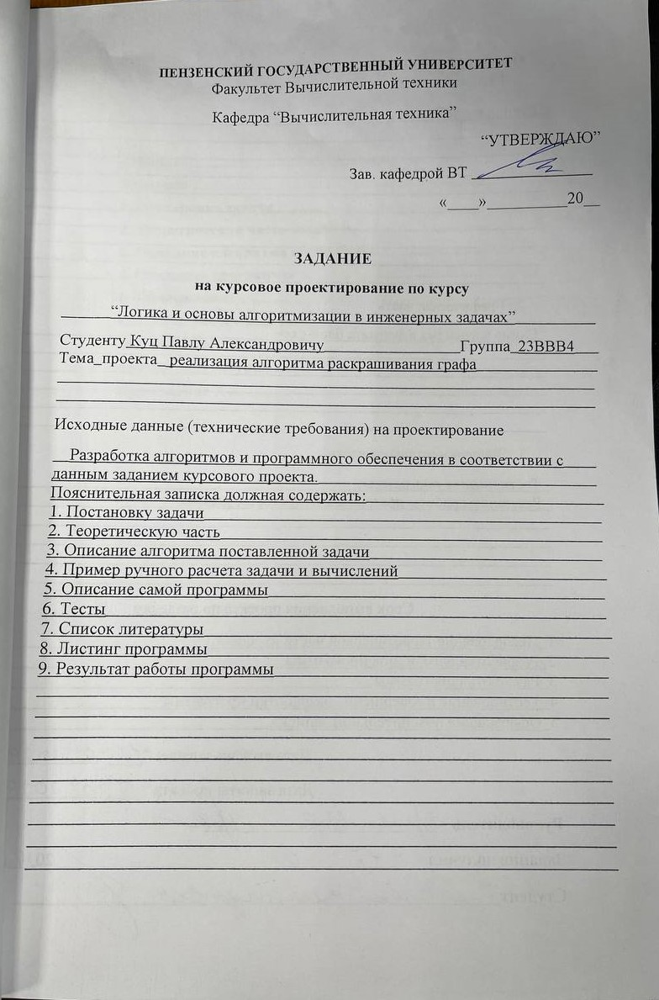 ПЕНЗЕНСКИЙ ГОСУДАРСТВЕННЫЙ УНИВЕРСИТЕТ
Факультет Вычислительной техники
Кафедра “Вычислительная техника”
“УТВЕРЖДАЮ”
Зав. кафедрой ВТ ____________
«____»__________20__
ЗАДАНИЕ
на курсовое проектирование по курсу
“Логика и основы алгоритмизации в инженерных задачах”
Студенту Куц Павлу Александровичу Группа 23ВВВ4
Тема_проекта_ реализация алгоритма раскрашивания графа
Исходные данные (технические требования) на проектирование
Разработка алгоритмов и программного обеспечения в соответствии с
данным заданием курсового проекта.
Пояснительная записка должная содержать:
1. Постановку задачи
2. Теоретическую часть
3. Описание алгоритма поставленной задачи
4. Пример ручного расчета задачи и вычислений
5. Описание самой программы
6. Тесты
7. Список литературы
8. Листинг программы
9. Результат работы программы